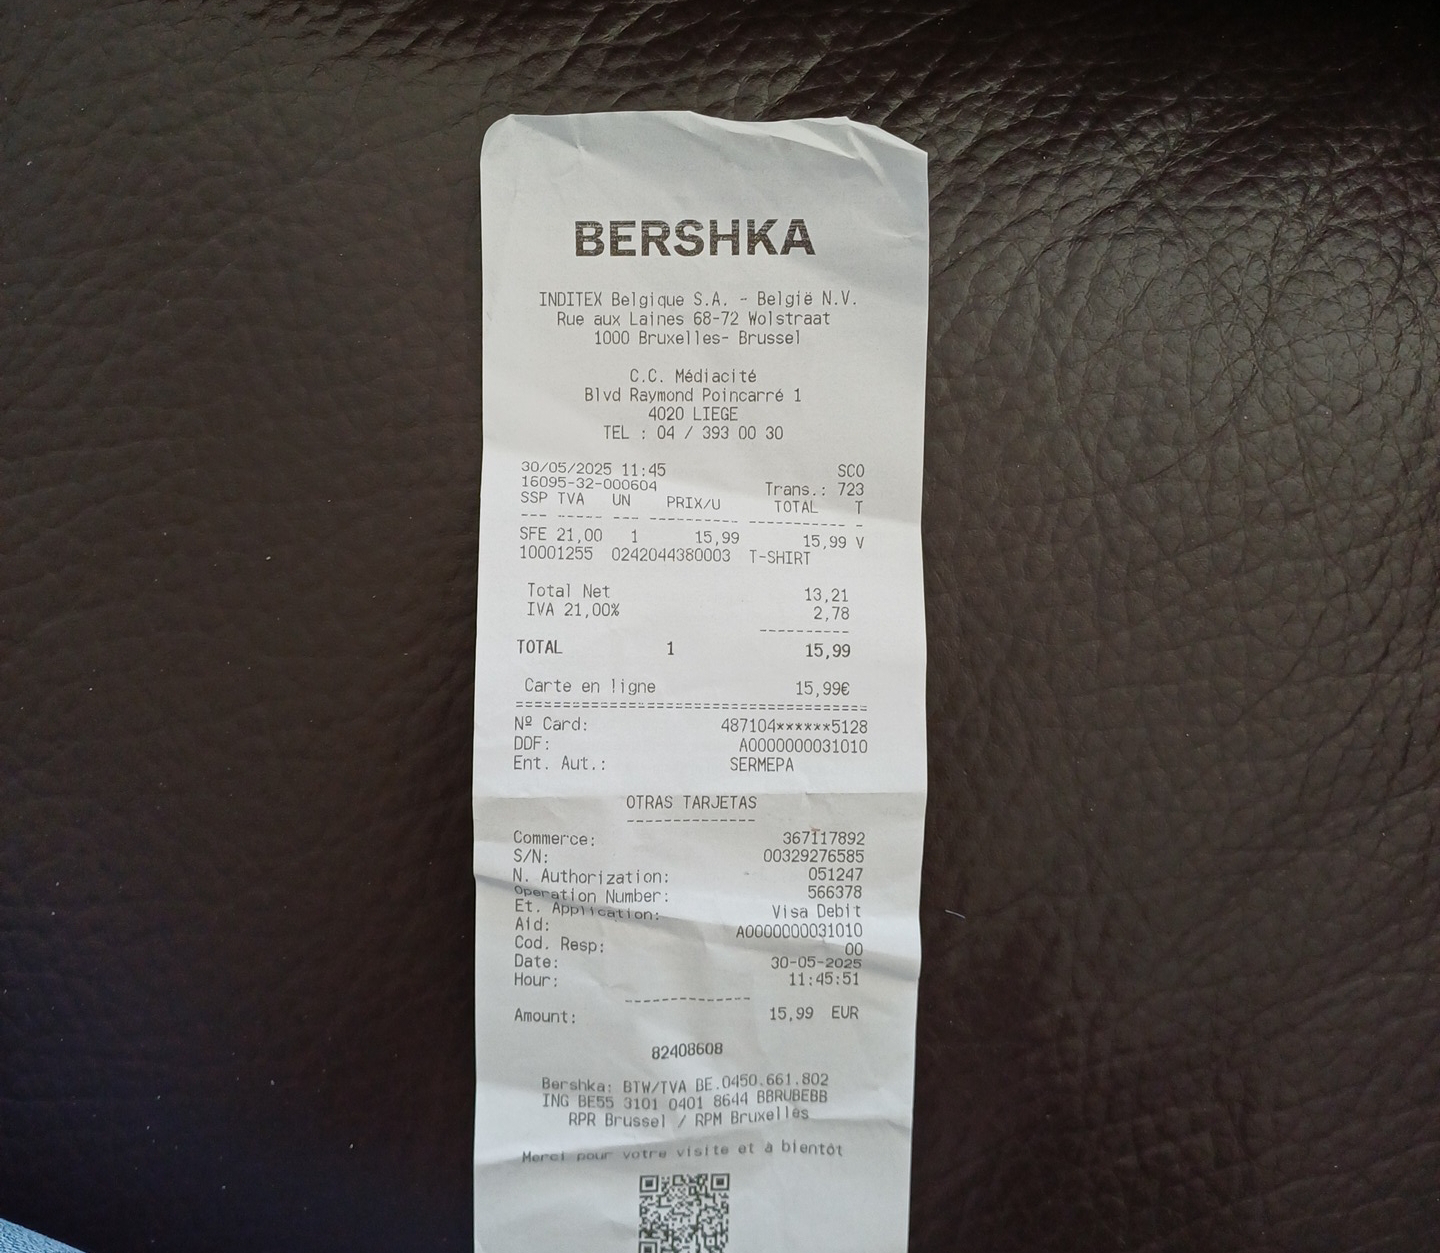 BERSHKA
INDITEX Belgique S.A. - België N.V.
Rue aux Laines 68-72 Wolstraat
1000 Bruxelles- Brussel
C.C. Médiacité
Blvd Raymond Poincarré 1
4020 LIEGE
TEL : 04 / 393 00 30
30/05/2025 11:45 SCO
16095-32-000604 Trans.: 723
SSP TVA UN PRIX/U TOTAL T
--- ----- --- ---------- ----------- -
SFE 21,00 1 15,99 15,99 V
10001255 0242044380003 T-SHIRT
Total Net 13,21
IVA 21,00% 2,78
----------
TOTAL 1 15,99
Carte en ligne 15,99€
=======================================
Nº Card: 487104******5128
DDF: A0000000031010
Ent. Aut.: SERMEPA
OTRAS TARJETAS
--------------
Commerce: 367117892
S/N: 00329276585
N. Authorization: 051247
Operation Number: 566378
Et. Application: Visa Debit
Aid: A0000000031010
Cod. Resp: 00
Date: 30-05-2025
Hour: 11:45:51
--------------
Amount: 15,99 EUR
82408608
Bershka: BTW/TVA BE.0450.661.802
ING BE55 3101 0401 8644 BBRUBEBB
RPR Brussel / RPM Bruxelles
Merci pour votre visite et à bientôt